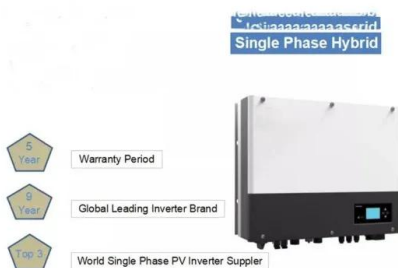 Single Phase Hybrid
5
Year
Warranty Period
9
Year
Global Leading Inverter Brand
Top 3
World Single Phase PV Inverter Suppler